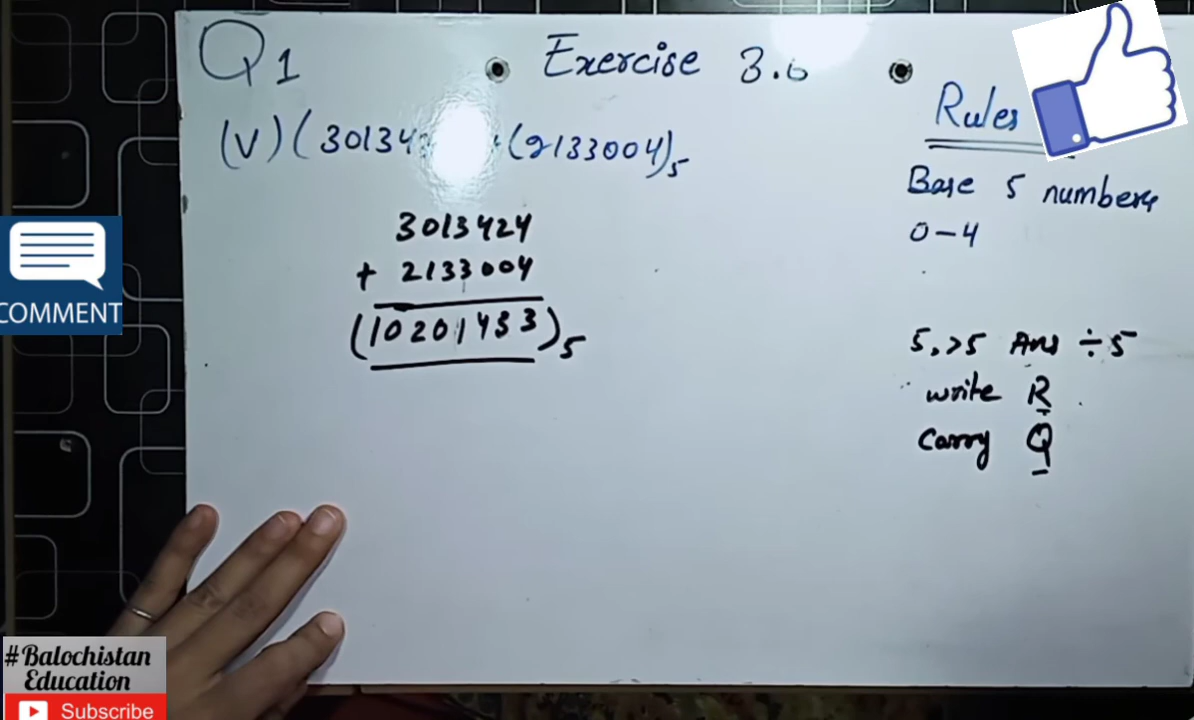 Q1
Exercise 3.6
(V) (30134 (2133004)5
3013424
+ 2133004
(10201433)5
Rules
Base 5 numbers
0-4
5,>5 Ans ÷ 5
write R
Carry Q
COMMENT
#Balochistan
Education
Subscribe